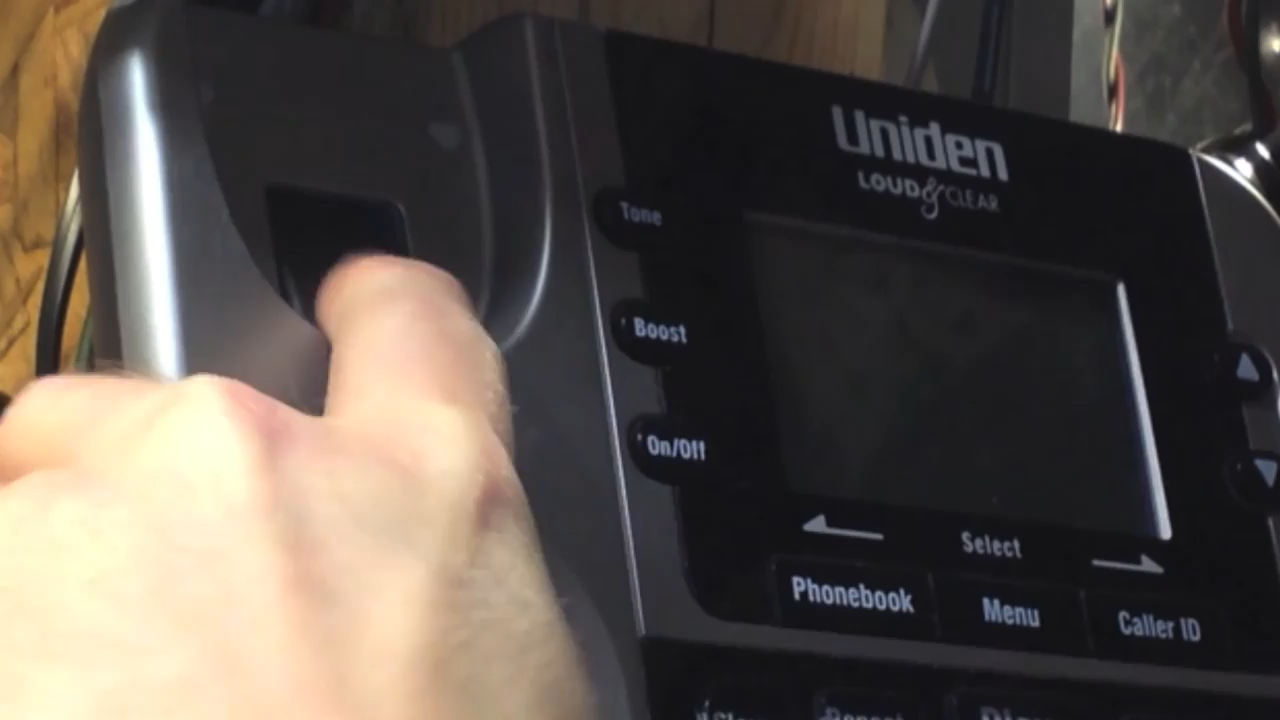 Uniden
LOUD & CLEAR
Tone
Boost
On/Off
Select
Phonebook
Menu
Caller ID